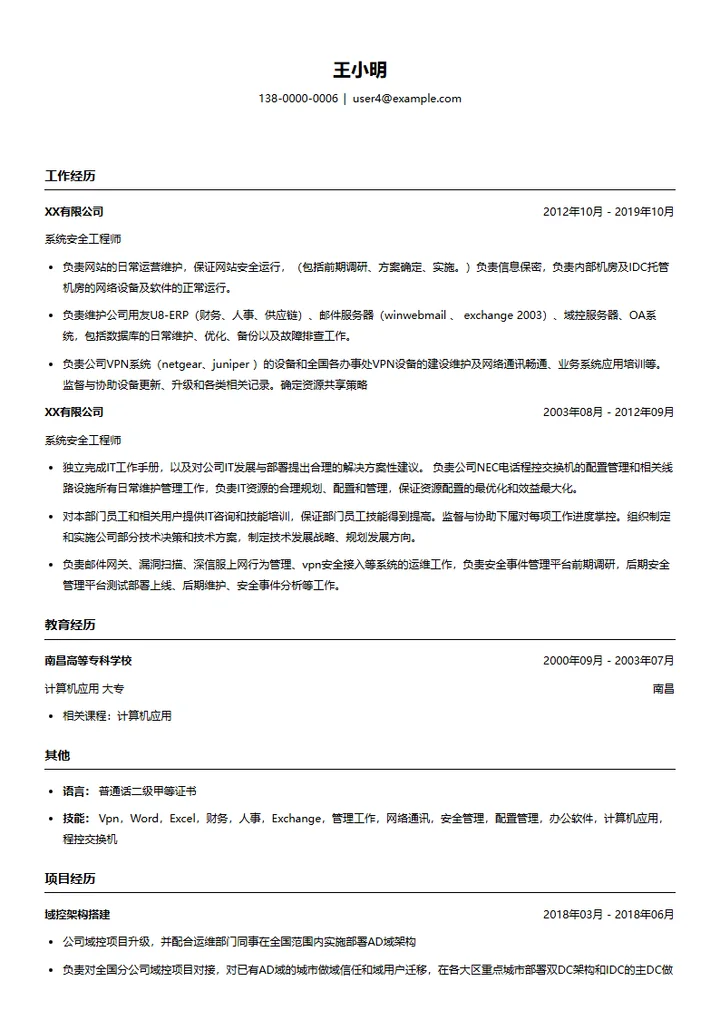 王小明
138-0000-0006 | user4@example.com
工作经历
XX有限公司 2012年10月 - 2019年10月
系统安全工程师
• 负责网站的日常运营维护，保证网站安全运行，（包括前期调研、方案确定、实施。）负责信息保密，负责内部机房及IDC托管
机房的网络设备及软件的正常运行。
• 负责维护公司用友U8-ERP（财务、人事、供应链）、邮件服务器（winwebmail 、 exchange 2003）、域控服务器、OA系
统，包括数据库的日常维护、优化、备份以及故障排查工作。
• 负责公司VPN系统（netgear、juniper ）的设备和全国各办事处VPN设备的建设维护及网络通讯畅通、业务系统应用培训等。
监督与协助设备更新、升级和各类相关记录。确定资源共享策略
XX有限公司 2003年08月 - 2012年09月
系统安全工程师
• 独立完成IT工作手册，以及对公司IT发展与部署提出合理的解决方案性建议。 负责公司NEC电话程控交换机的配置管理和相关线
路设施所有日常维护管理工作，负责IT资源的合理规划、配置和管理，保证资源配置的最优化和效益最大化。
• 对本部门员工和相关用户提供IT咨询和技能培训，保证部门员工技能得到提高。监督与协助下属对每项工作进度掌控。组织制定
和实施公司部分技术决策和技术方案，制定技术发展战略、规划发展方向。
• 负责邮件网关、漏洞扫描、深信服上网行为管理、vpn安全接入等系统的运维工作，负责安全事件管理平台前期调研，后期安全
管理平台测试部署上线、后期维护、安全事件分析等工作。
教育经历
南昌高等专科学校 2000年09月 - 2003年07月
计算机应用 大专 南昌
• 相关课程：计算机应用
其他
• 语言： 普通话二级甲等证书
• 技能： Vpn，Word，Excel，财务，人事，Exchange，管理工作，网络通讯，安全管理，配置管理，办公软件，计算机应用，
程控交换机
项目经历
域控架构搭建 2018年03月 - 2018年06月
• 公司域控项目升级，并配合运维部门同事在全国范围内实施部署AD域架构
• 负责对全国分公司域控项目对接，对已有AD域的城市做域信任和域用户迁移，在各大区重点城市部署双DC架构和IDC的主DC做